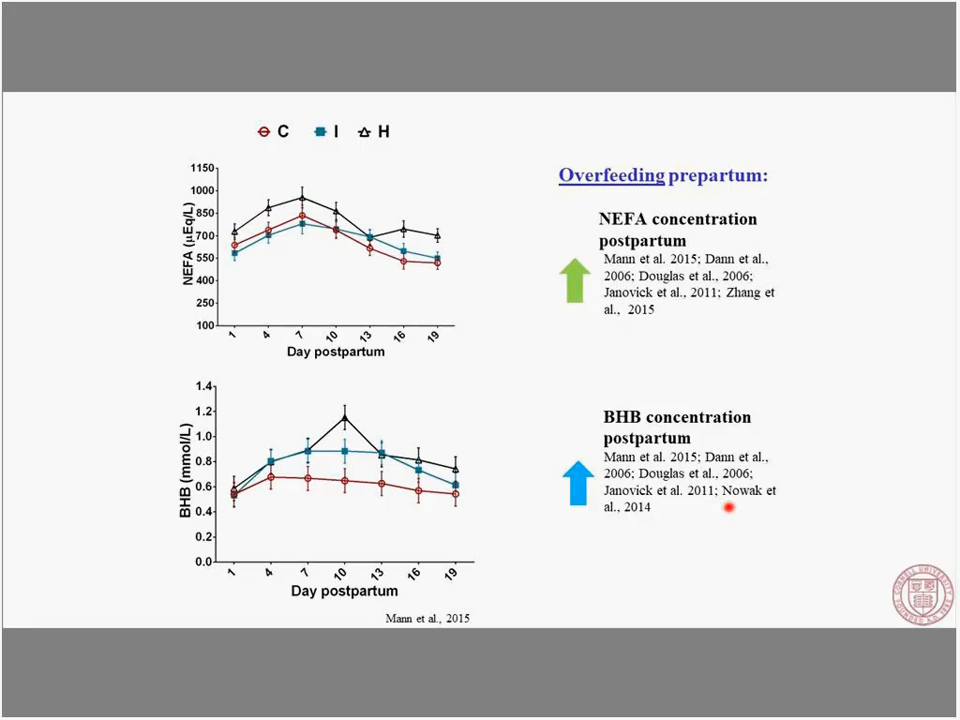 C I H
1150
1000
850
700
550
400
250
100
NEFA (µEq/L)
1 4 7 10 13 16 19
Day postpartum
1.4
1.2
1.0
0.8
0.6
0.4
0.2
0.0
BHB (mmol/L)
1 4 7 10 13 16 19
Day postpartum
Mann et al., 2015
Overfeeding prepartum:
NEFA concentration
postpartum
Mann et al. 2015; Dann et al.,
2006; Douglas et al., 2006;
Janovick et al., 2011; Zhang et
al., 2015
BHB concentration
postpartum
Mann et al. 2015; Dann et al.,
2006; Douglas et al., 2006;
Janovick et al. 2011; Nowak et
al., 2014
CORNELL UNIVERSITY
FOUNDED A.D. 1865